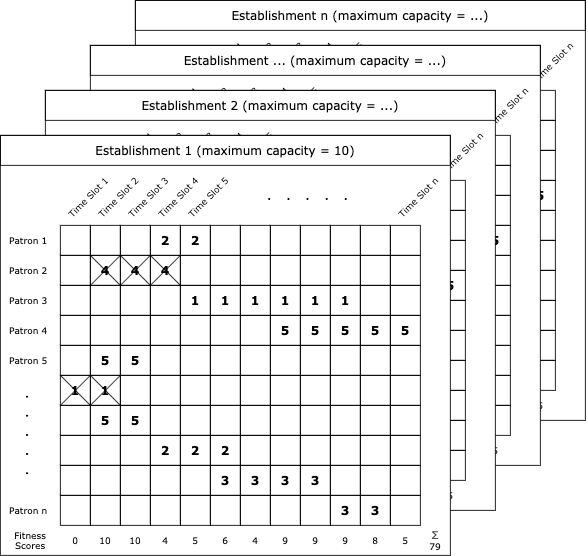 Establishment n (maximum capacity = ...)
Establishment ... (maximum capacity = ...)
Establishment 2 (maximum capacity = ...)
Establishment 1 (maximum capacity = 10)
Time Slot 1 Time Slot 2 Time Slot 3 Time Slot 4 Time Slot 5 . . . . . Time Slot n
Patron 1 2 2
Patron 2 4 4 4
Patron 3 1 1 1 1 1 1
Patron 4 5 5 5 5 5
Patron 5 5 5
. 1 1
. 5 5
. 2 2 2
. 3 3 3 3
.
Patron n 3 3
Fitness Scores 0 10 10 4 5 6 4 9 9 9 8 5 Σ 79